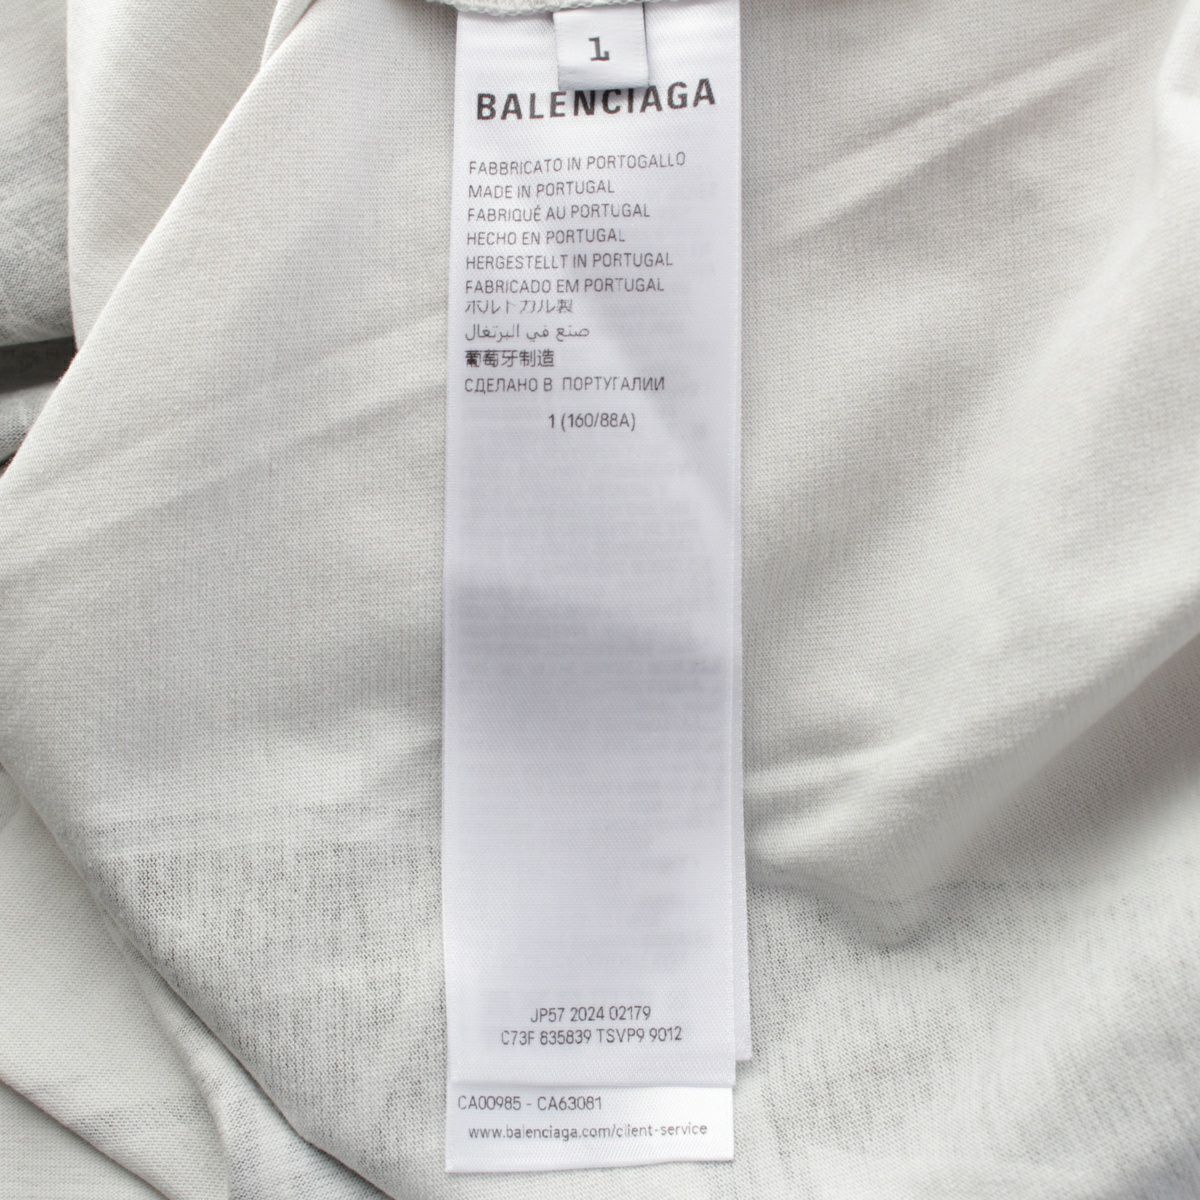 1
BALENCIAGA
FABBRICATO IN PORTOGALLO
MADE IN PORTUGAL
FABRIQUÉ AU PORTUGAL
HECHO EN PORTUGAL
HERGESTELLT IN PORTUGAL
FABRICADO EM PORTUGAL
ポルトガル製
صنع في البرتغال
葡萄牙制造
СДЕЛАНО В ПОРТУГАЛИИ
1 (160/88A)
JP57 2024 02179
C73F 835839 TSVP9 9012
CA00985 - CA63081
www.balenciaga.com/client-service